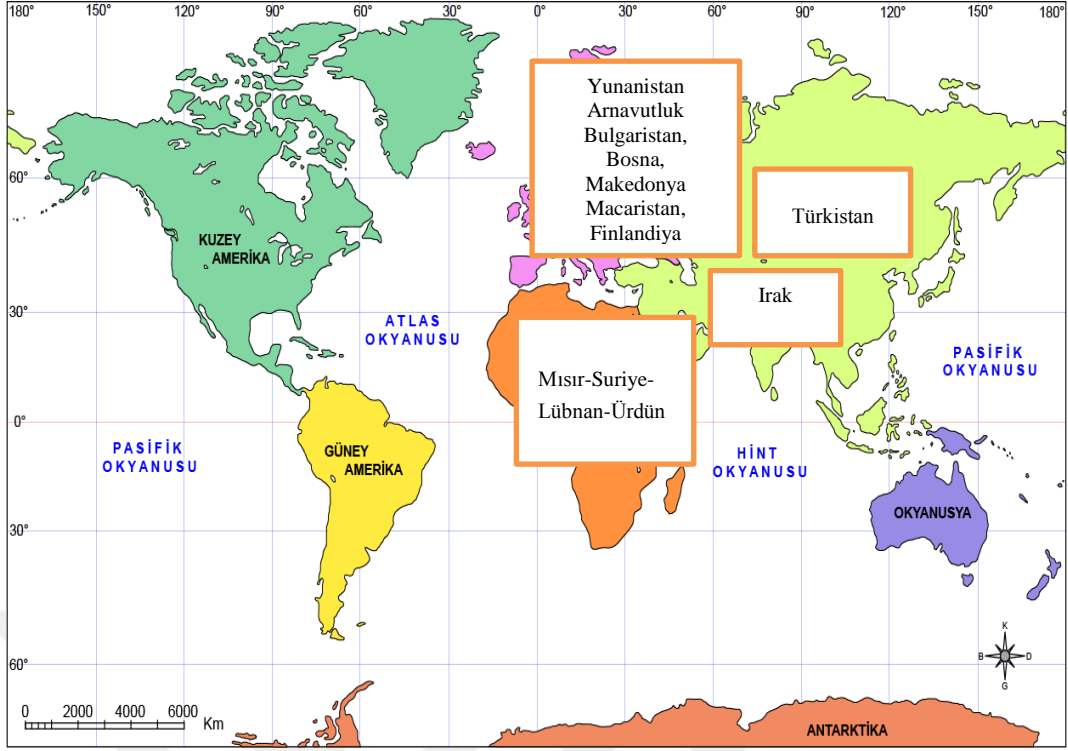 180° 150° 120° 90° 60° 30° 0° 30° 60° 90° 120° 150° 180°
Yunanistan
Arnavutluk
Bulgaristan,
Bosna,
Makedonya
Macaristan,
Finlandiya
60°
Türkistan
KUZEY
AMERİKA
Irak
30°
ATLAS
OKYANUSU
PASİFİK
OKYANUSU
Mısır-Suriye-
Lübnan-Ürdün
0°
PASİFİK
OKYANUSU
GÜNEY
AMERİKA
HİNT
OKYANUSU
OKYANUSYA
30°
K
B D
G
60°
0 2000 4000 6000 Km
ANTARKTİKA